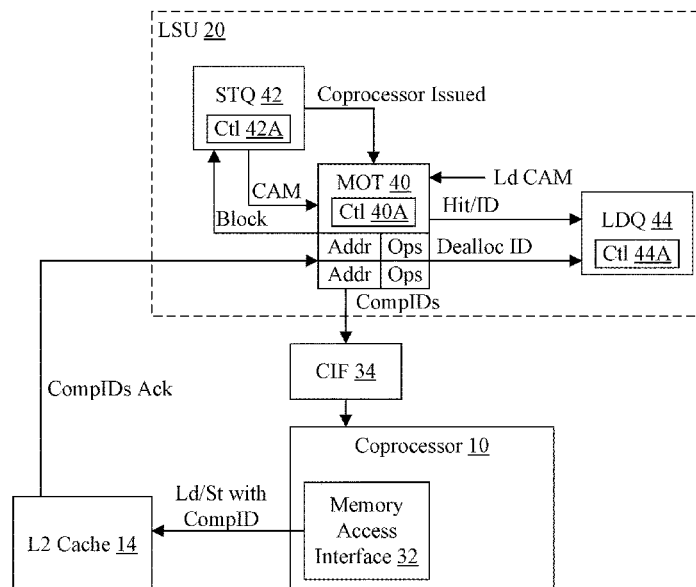 LSU 20
STQ 42
Ctl 42A
Coprocessor Issued
CAM
Block
MOT 40
Ctl 40A
Ld CAM
Hit/ID
LDQ 44
Ctl 44A
Addr Ops
Addr Ops
Dealloc ID
CompIDs
CIF 34
CompIDs Ack
Coprocessor 10
Ld/St with
CompID
Memory
Access
Interface 32
L2 Cache 14